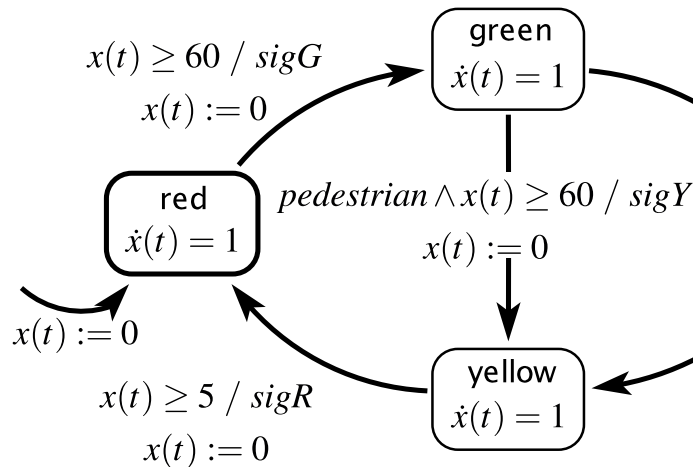 green
ẋ(t) = 1
x(t) ≥ 60 / sigG
x(t) := 0
red
ẋ(t) = 1
pedestrian ∧ x(t) ≥ 60 / sigY
x(t) := 0
x(t) := 0
yellow
ẋ(t) = 1
x(t) ≥ 5 / sigR
x(t) := 0